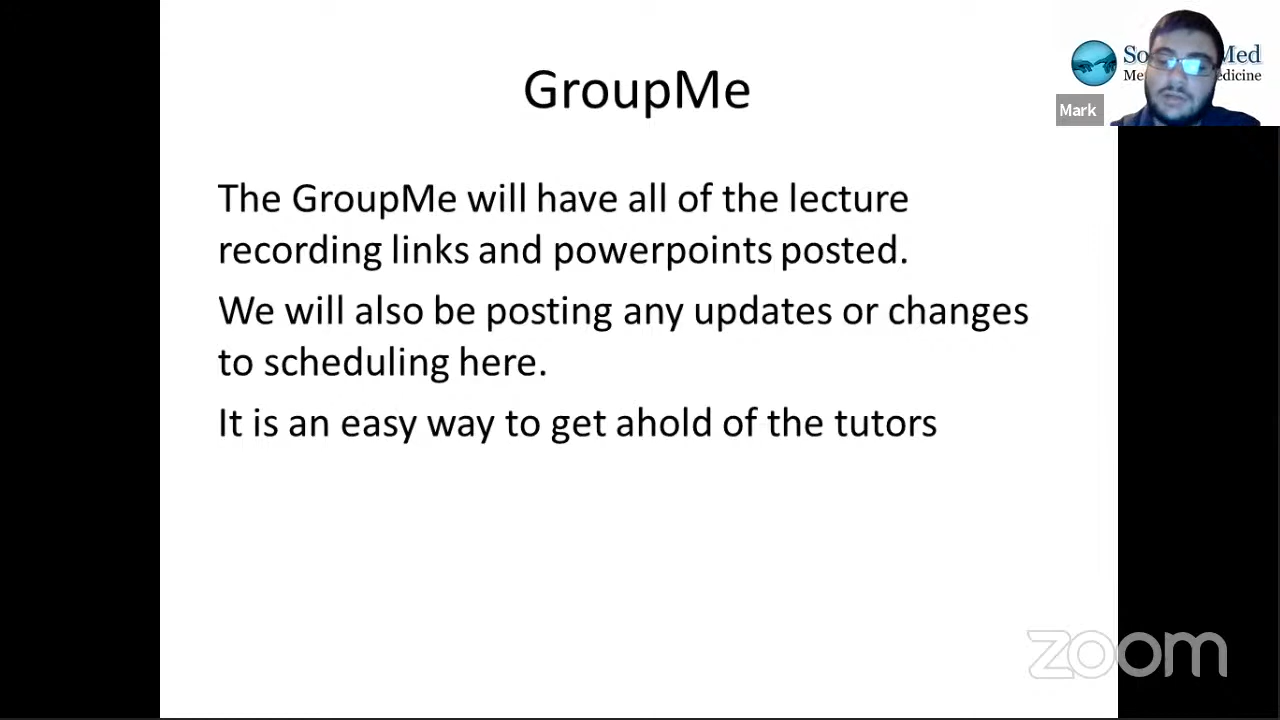 GroupMe
Mark
The GroupMe will have all of the lecture
recording links and powerpoints posted.
We will also be posting any updates or changes
to scheduling here.
It is an easy way to get ahold of the tutors
zoom